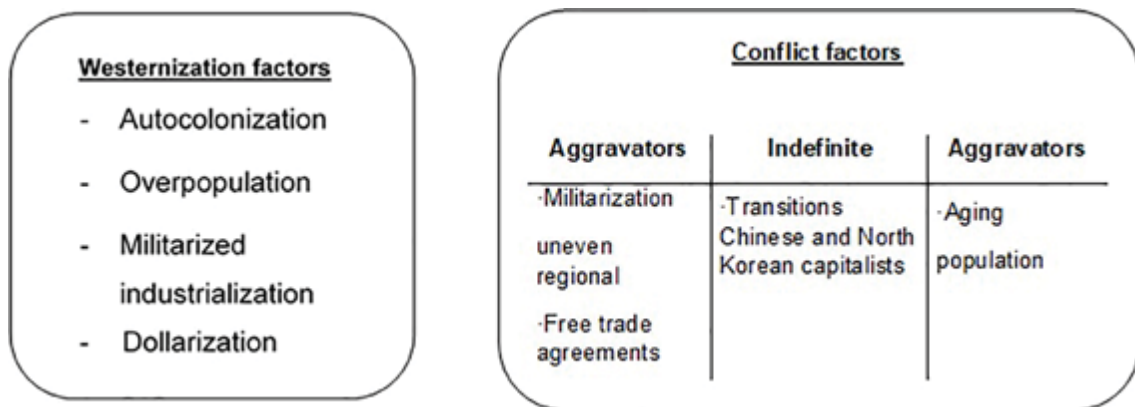 Westernization factors
- Autocolonization
- Overpopulation
- Militarized
industrialization
- Dollarization
Conflict factors
Aggravators
·Militarization
uneven
regional
·Free trade
agreements
Indefinite
·Transitions
Chinese and North
Korean capitalists
Aggravators
·Aging
population